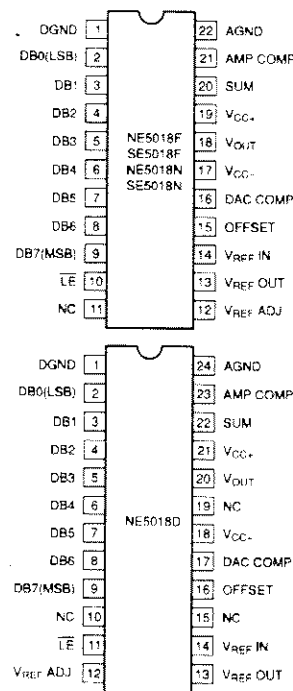 DGND 1 22 AGND
DB0(LSB) 2 21 AMP COMP
DB1 3 20 SUM
DB2 4 19 VCC+
DB3 5 NE5018F 18 VOUT
SE5018F
DB4 6 NE5018N 17 VCC-
SE5018N
DB5 7 16 DAC COMP
DB6 8 15 OFFSET
DB7(MSB) 9 14 VREF IN
LE 10 13 VREF OUT
NC 11 12 VREF ADJ
DGND 1 24 AGND
DB0(LSB) 2 23 AMP COMP
DB1 3 22 SUM
DB2 4 21 VCC+
DB3 5 20 VOUT
DB4 6 19 NC
NE5018D
DB5 7 18 VCC-
DB6 8 17 DAC COMP
DB7(MSB) 9 16 OFFSET
NC 10 15 NC
LE 11 14 VREF IN
VREF ADJ 12 13 VREF OUT